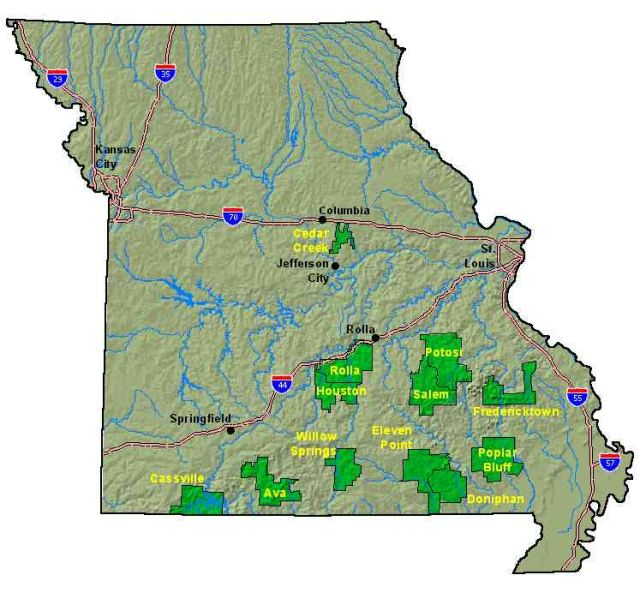 35
29
Kansas
City
70
Columbia
Cedar
Creek
St.
Louis
Jefferson
City
Rolla
Potosi
Rolla
44
Houston
Salem
55
Fredericktown
Springfield
Willow
Springs
Eleven
Point
Poplar
Bluff
57
Cassville
Ava
Doniphan